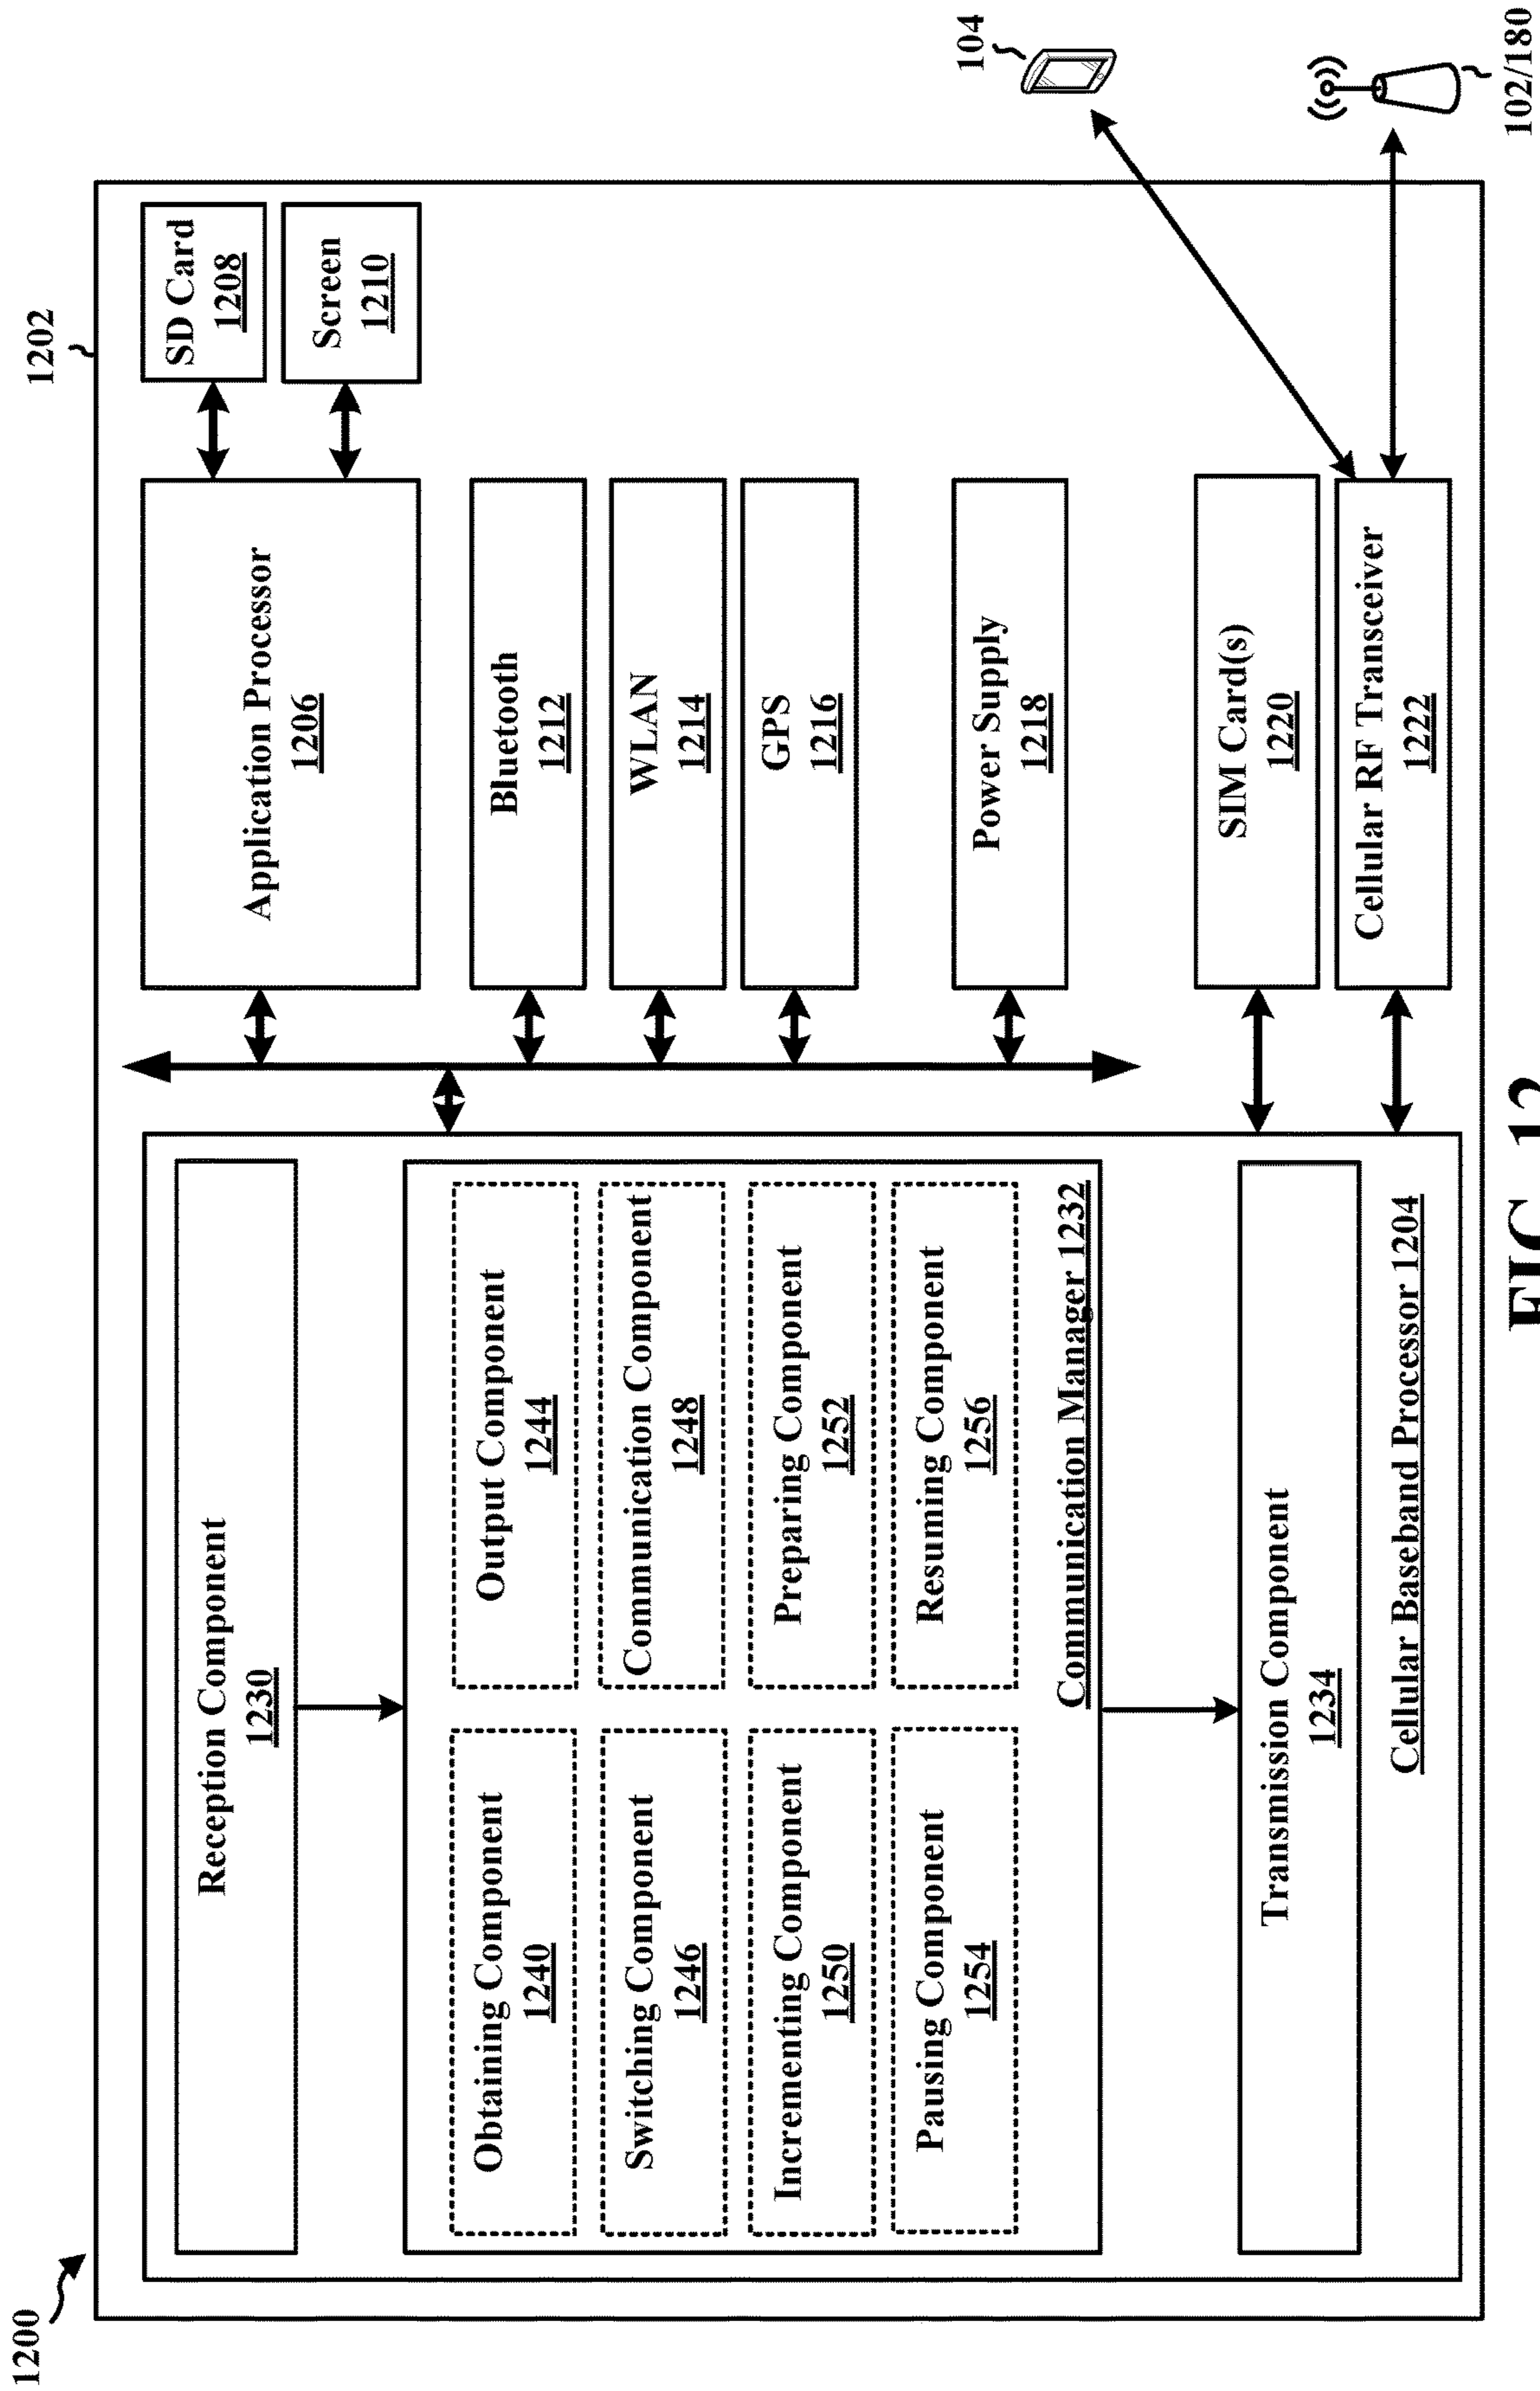 1200
1202
Reception Component
1230
Obtaining Component
1240
Output Component
1244
Switching Component
1246
Communication Component
1248
Incrementing Component
1250
Preparing Component
1252
Pausing Component
1254
Resuming Component
1256
Communication Manager 1232
Transmission Component
1234
Cellular Baseband Processor 1204
Application Processor
1206
SD Card
1208
Screen
1210
Bluetooth
1212
WLAN
1214
GPS
1216
Power Supply
1218
SIM Card(s)
1220
Cellular RF Transceiver
1222
104
102/180
FIG. 12